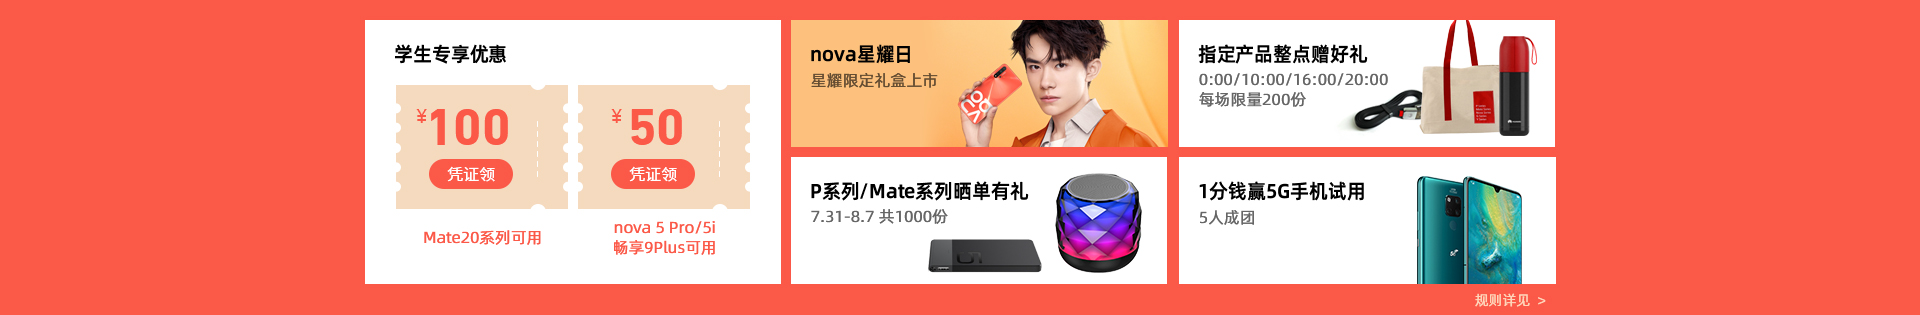 学生专享优惠
¥100
凭证领
Mate20系列可用
¥50
凭证领
nova 5 Pro/5i
畅享9Plus可用
nova星耀日
星耀限定礼盒上市
nova
指定产品整点赠好礼
0:00/10:00/16:00/20:00
每场限量200份
P系列/Mate系列晒单有礼
7.31-8.7 共1000份
1分钱赢5G手机试用
5人成团
5G
规则详见 >